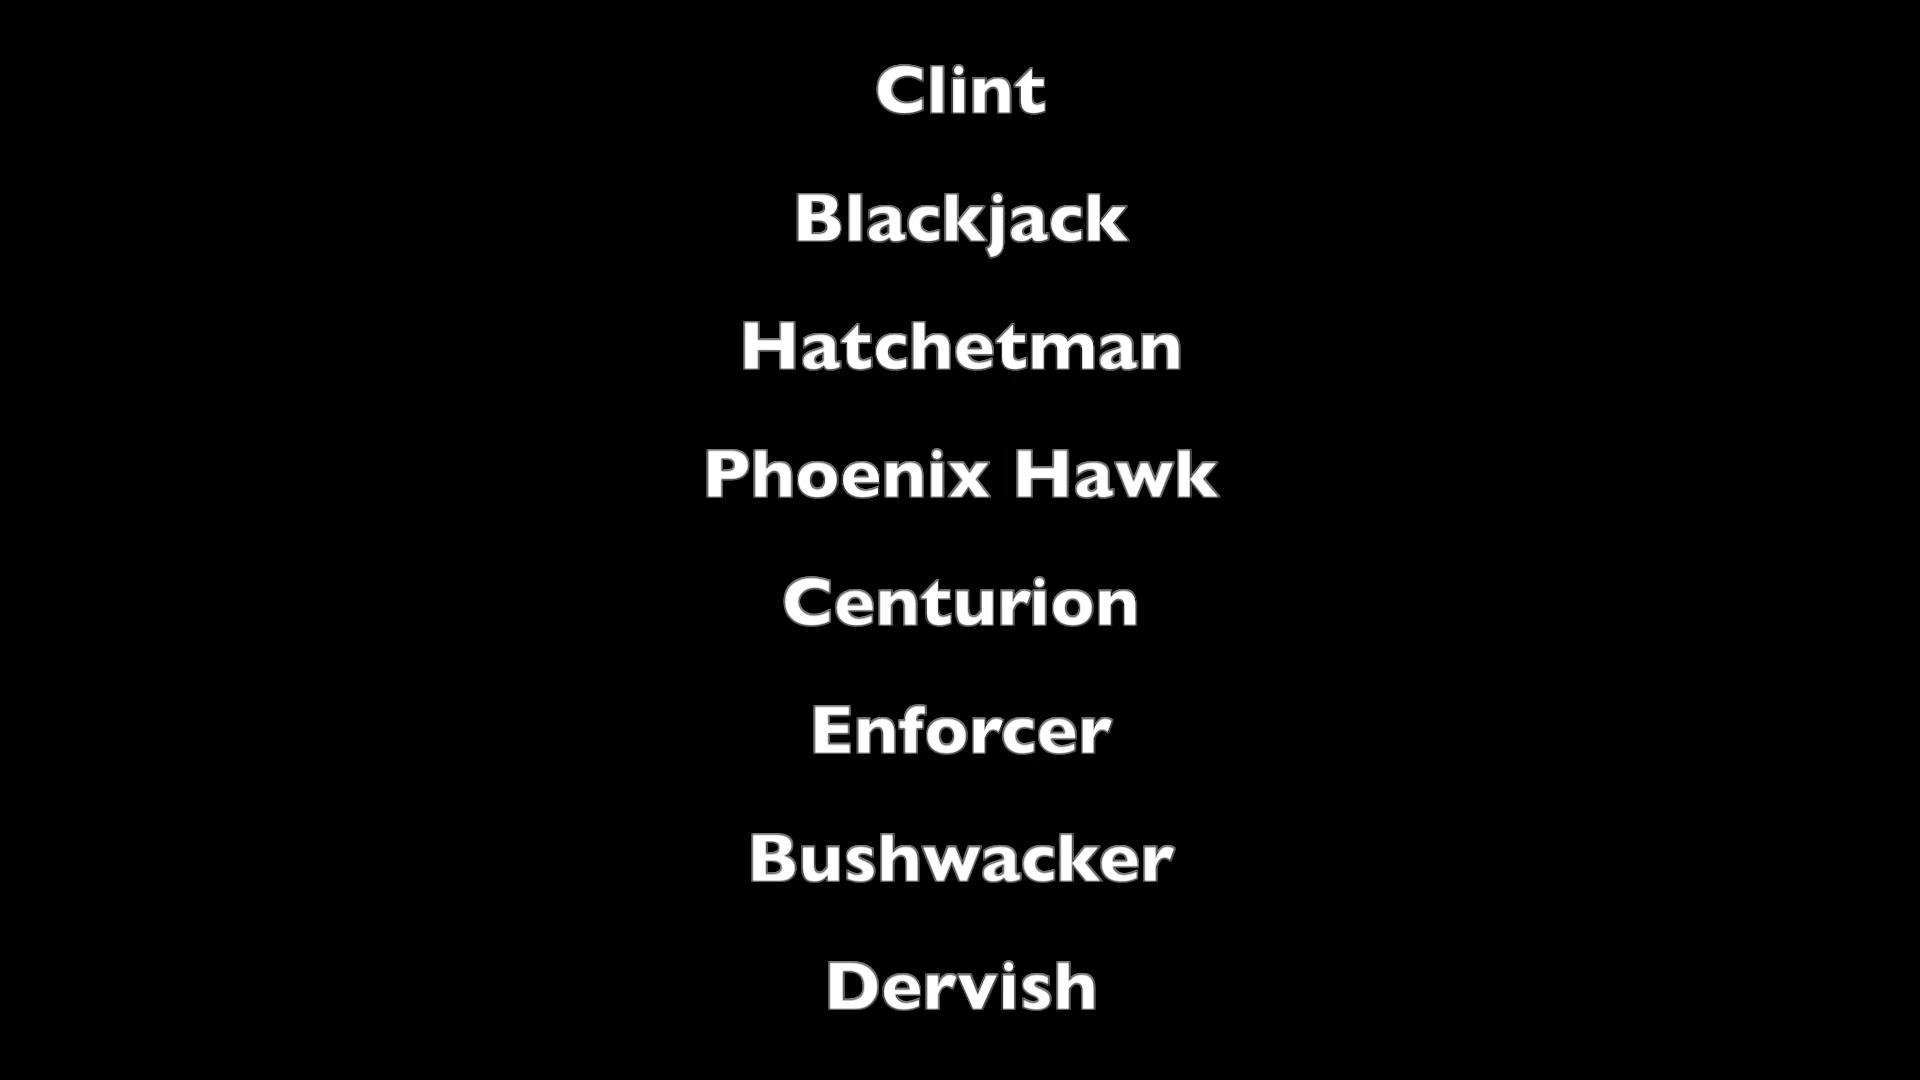 Clint
Blackjack
Hatchetman
Phoenix Hawk
Centurion
Enforcer
Bushwacker
Dervish